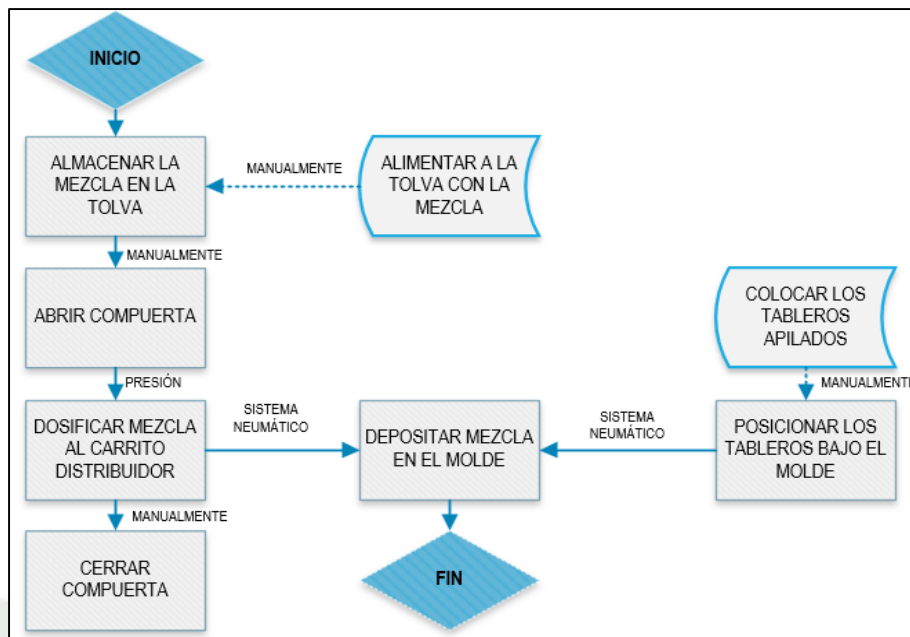 INICIO
ALMACENAR LA
MEZCLA EN LA
TOLVA
MANUALMENTE
ALIMENTAR A LA
TOLVA CON LA
MEZCLA
MANUALMENTE
ABRIR COMPUERTA
COLOCAR LOS
TABLEROS
APILADOS
PRESIÓN
MANUALMENTE
DOSIFICAR MEZCLA
AL CARRITO
DISTRIBUIDOR
SISTEMA
NEUMÁTICO
DEPOSITAR MEZCLA
EN EL MOLDE
SISTEMA
NEUMÁTICO
POSICIONAR LOS
TABLEROS BAJO EL
MOLDE
MANUALMENTE
CERRAR
COMPUERTA
FIN